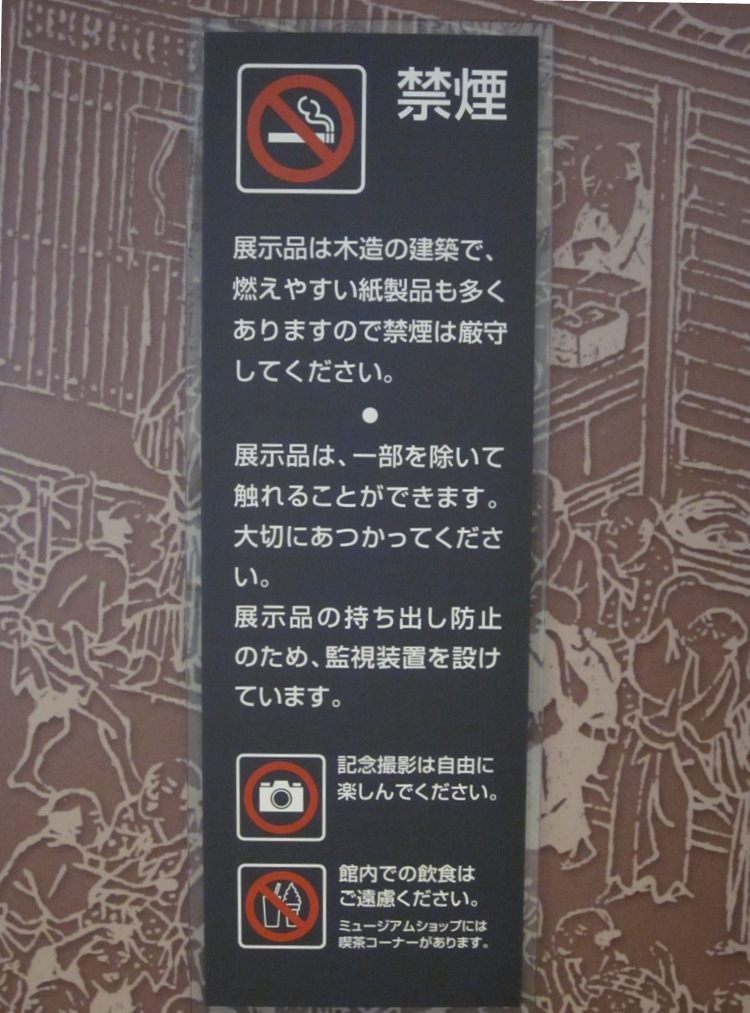 禁煙
展示品は木造の建築で、
燃えやすい紙製品も多く
ありますので禁煙は厳守
してください。
●
展示品は、一部を除いて
触れることができます。
大切にあつかってくださ
い。
展示品の持ち出し防止
のため、監視装置を設け
ています。
記念撮影は自由に
楽しんでください。
館内での飲食は
ご遠慮ください。
ミュージアムショップには
喫茶コーナーがあります。